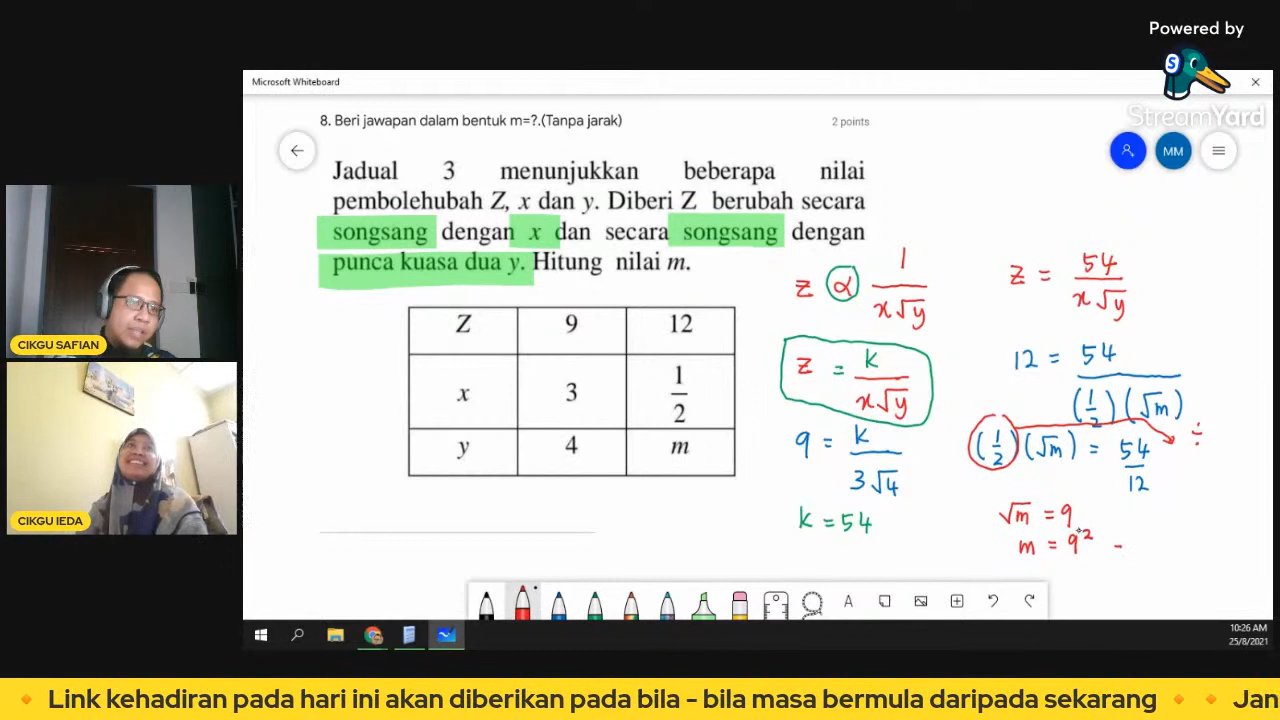 Powered by
StreamYard
Microsoft Whiteboard
8. Beri jawapan dalam bentuk m=?.(Tanpa jarak)
2 points
MM
Jadual 3 menunjukkan beberapa nilai
pembolehubah Z, x dan y. Diberi Z berubah secara
songsang dengan x dan secara songsang dengan
punca kuasa dua y. Hitung nilai m.
Z 9 12
x 3 1/2
y 4 m
z α 1/(x√y)
z = k/(x√y)
9 = k/(3√4)
k = 54
z = 54/(x√y)
12 = 54/((1/2)(√m))
(1/2)(√m) = 54/12 ÷
√m = 9
m = 9² -
CIKGU SAFIAN
CIKGU IEDA
A
10:26 AM
25/8/2021
Link kehadiran pada hari ini akan diberikan pada bila - bila masa bermula daripada sekarang Jan